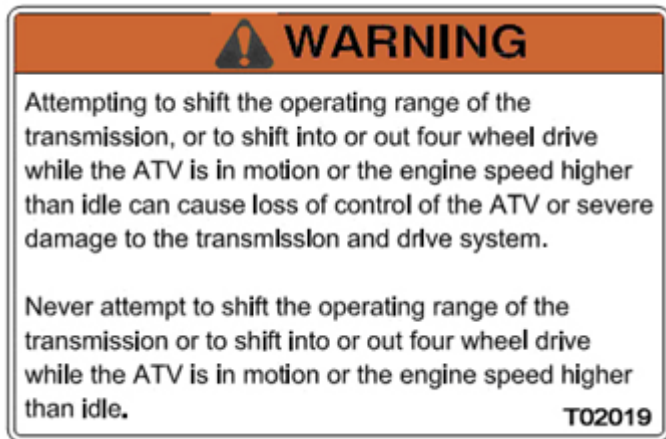 WARNING
Attempting to shift the operating range of the
transmission, or to shift into or out four wheel drive
while the ATV is in motion or the engine speed higher
than idle can cause loss of control of the ATV or severe
damage to the transmission and drive system.
Never attempt to shift the operating range of the
transmission or to shift into or out four wheel drive
while the ATV is in motion or the engine speed higher
than idle.
T02019